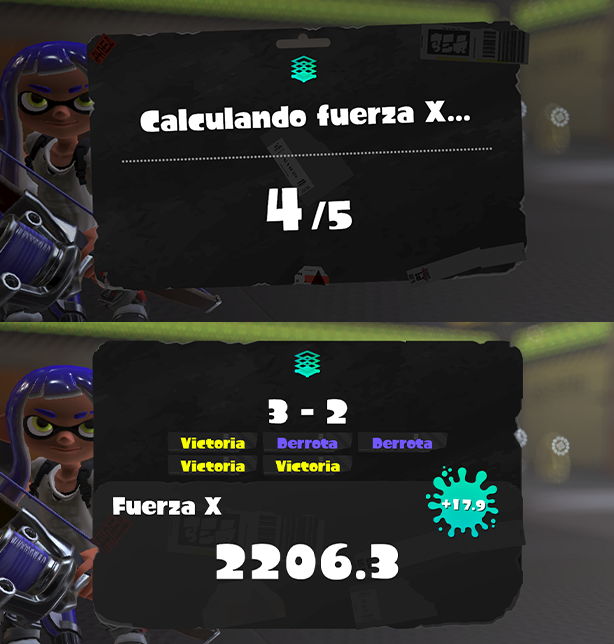 Calculando fuerza X...
4/5
3 - 2
Victoria Derrota Derrota
Victoria Victoria
Fuerza X
+17.9
2206.3